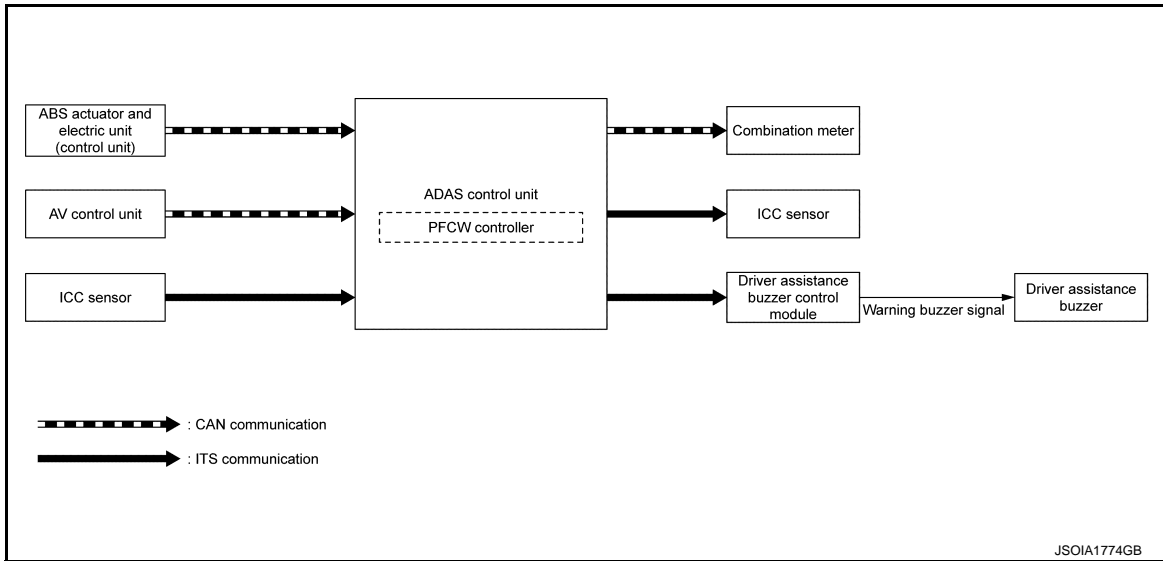 ABS actuator and
electric unit
(control unit)
AV control unit
ICC sensor
ADAS control unit
PFCW controller
Combination meter
ICC sensor
Driver assistance
buzzer control
module
Warning buzzer signal
Driver assistance
buzzer
: CAN communication
: ITS communication
JSOIA1774GB